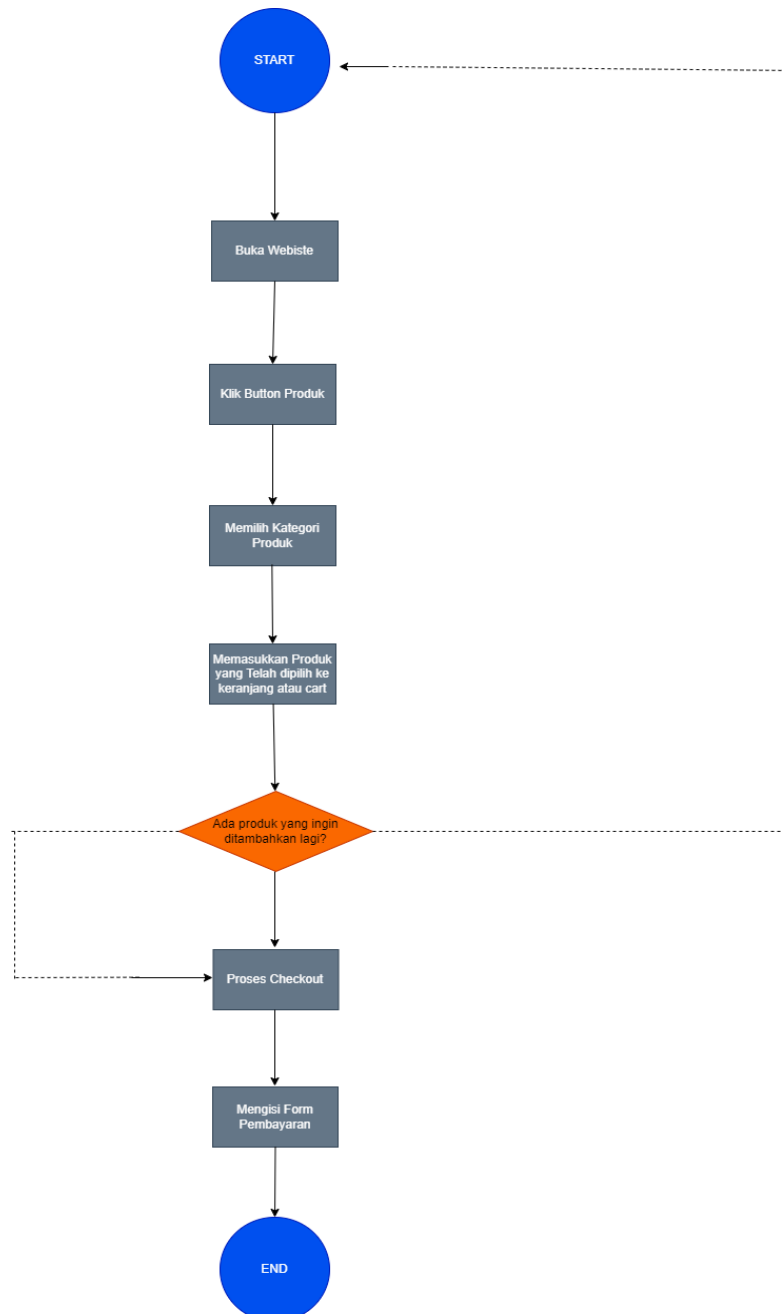 START
Buka Webiste
Klik Button Produk
Memilih Kategori
Produk
Memasukkan Produk
yang Telah dipilih ke
keranjang atau cart
Ada produk yang ingin
ditambahkan lagi?
Proses Checkout
Mengisi Form
Pembayaran
END